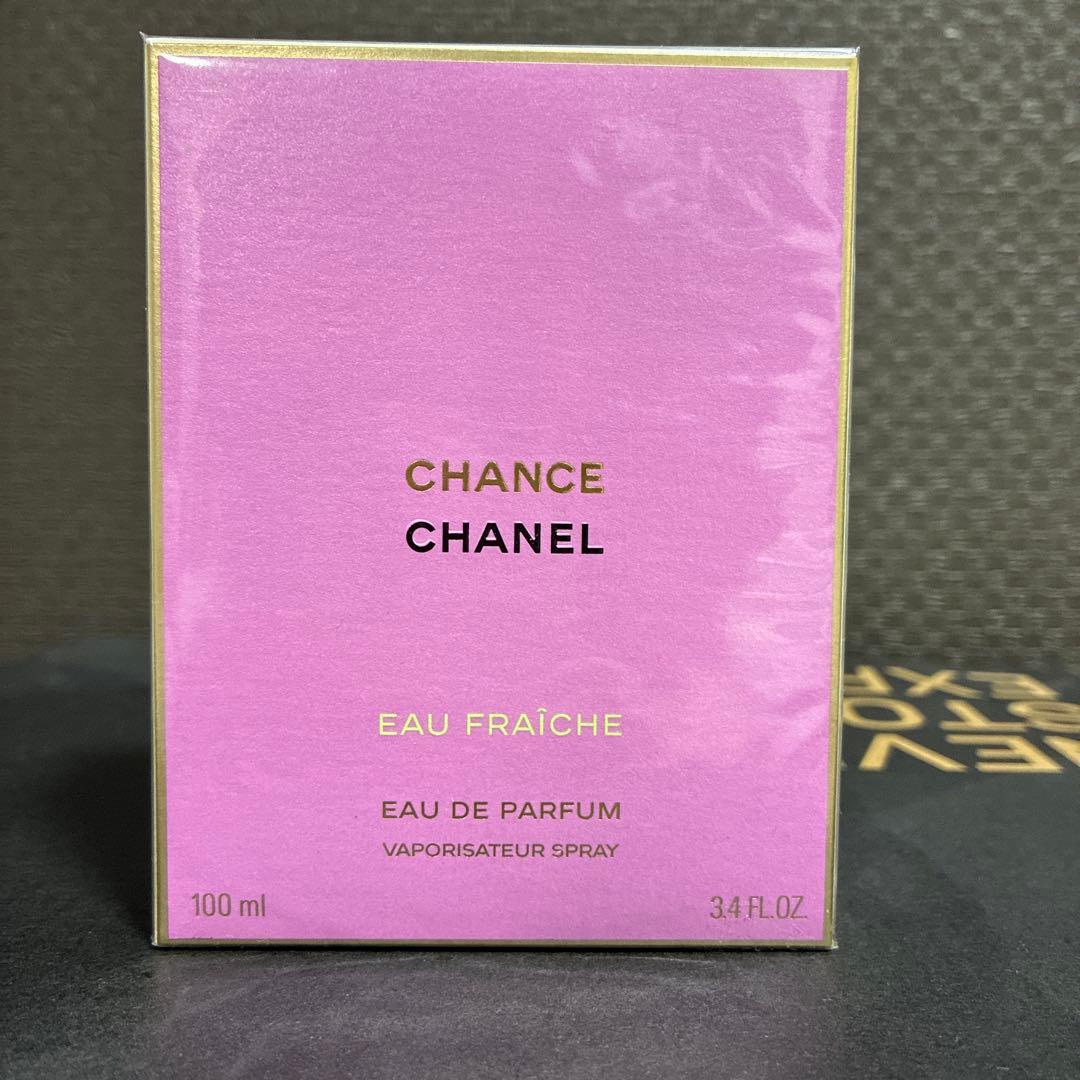 CHANCE
CHANEL
EAU FRAÎCHE
EAU DE PARFUM
VAPORISATEUR SPRAY
100 ml
3.4 FL.OZ.